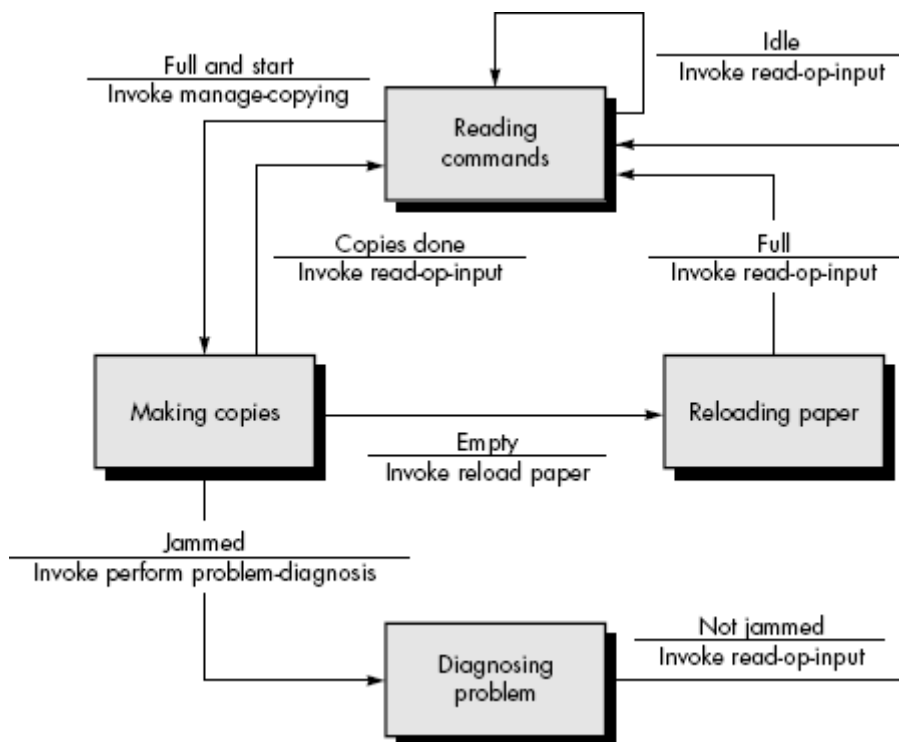 Full and start
Invoke manage-copying
Idle
Invoke read-op-input
Reading
commands
Copies done
Invoke read-op-input
Full
Invoke read-op-input
Making copies
Reloading paper
Empty
Invoke reload paper
Jammed
Invoke perform problem-diagnosis
Diagnosing
problem
Not jammed
Invoke read-op-input